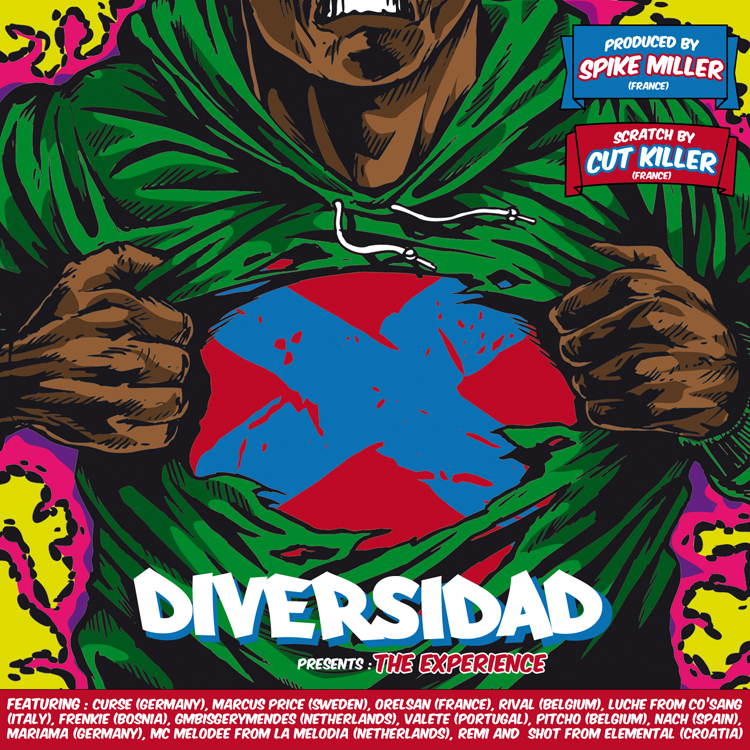 PRODUCED BY
SPIKE MILLER
(FRANCE)
SCRATCH BY
CUT KILLER
(FRANCE)
DIVERSIDAD
PRESENTS : THE EXPERIENCE
FEATURING : CURSE (GERMANY), MARCUS PRICE (SWEDEN), ORELSAN (FRANCE), RIVAL (BELGIUM), LUCHE FROM CO'SANG
(ITALY), FRENKIE (BOSNIA), GMBISGERYMENDES (NETHERLANDS), VALETE (PORTUGAL), PITCHO (BELGIUM), NACH (SPAIN),
MARIAMA (GERMANY), MC MELODEE FROM LA MELODIA (NETHERLANDS), REMI AND SHOT FROM ELEMENTAL (CROATIA)